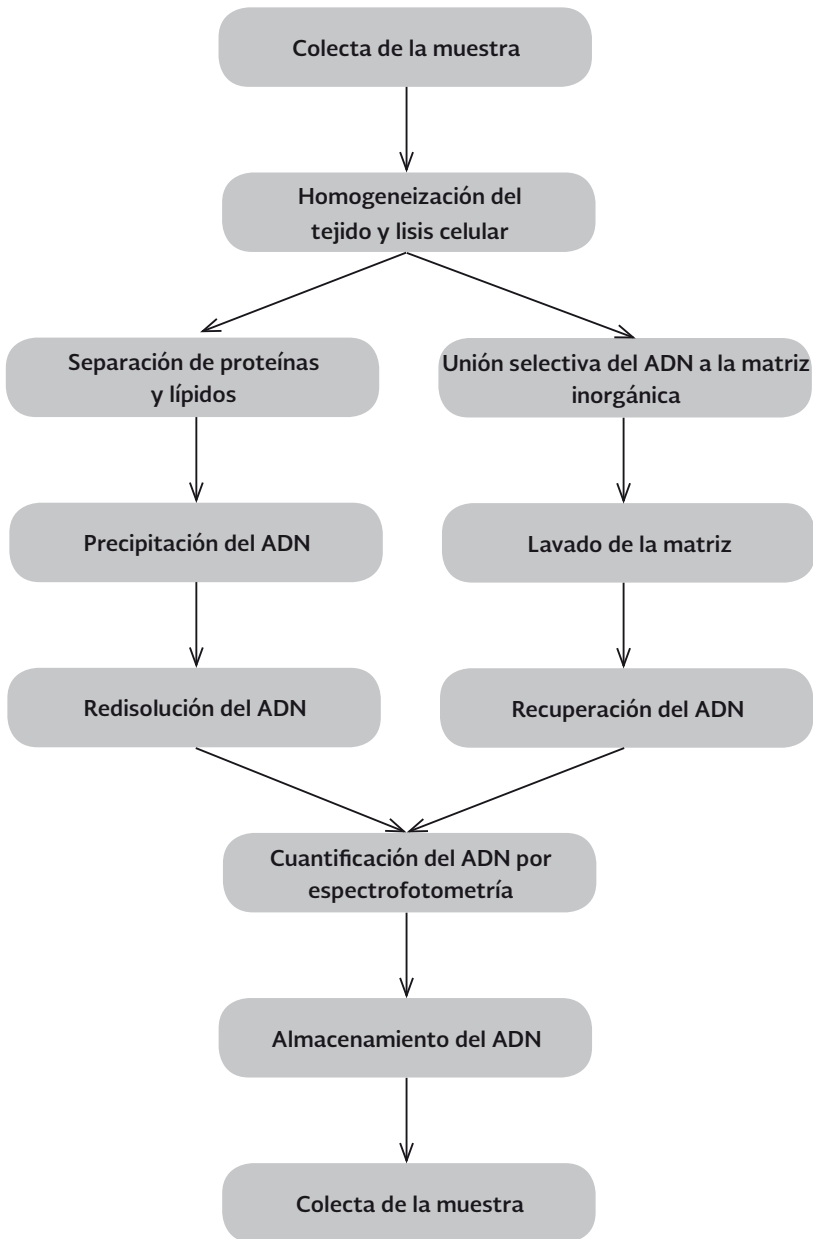 Colecta de la muestra
Homogeneización del
tejido y lisis celular
Separación de proteínas
y lípidos
Unión selectiva del ADN a la matriz
inorgánica
Precipitación del ADN
Lavado de la matriz
Redisolución del ADN
Recuperación del ADN
Cuantificación del ADN por
espectrofotometría
Almacenamiento del ADN
Colecta de la muestra